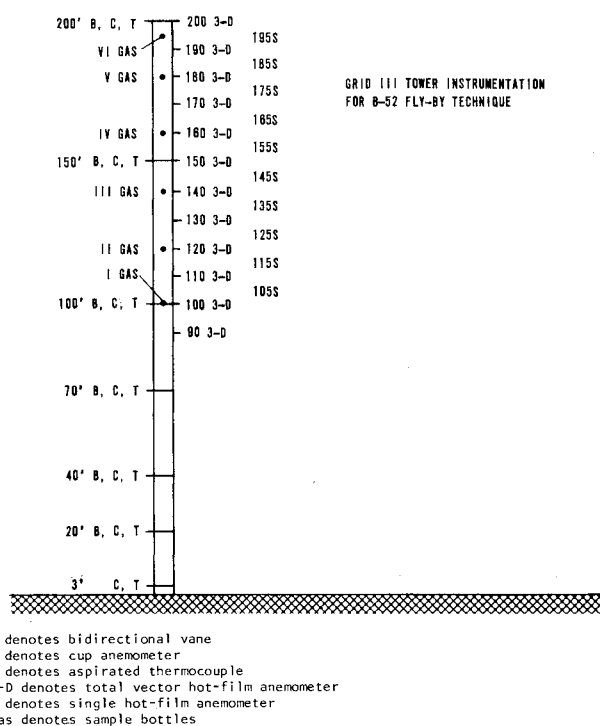 200' B, C, T 200 3-D
195S
VI GAS 190 3-D
185S
V GAS 180 3-D
175S
170 3-D
165S
IV GAS 160 3-D
155S
150' B, C, T 150 3-D
145S
III GAS 140 3-D
135S
130 3-D
125S
II GAS 120 3-D
115S
I GAS 110 3-D
105S
100' B, C, T 100 3-D
90 3-D
70' B, C, T
40' B, C, T
20' B, C, T
3' C, T
GRID III TOWER INSTRUMENTATION
FOR B-52 FLY-BY TECHNIQUE
denotes bidirectional vane
denotes cup anemometer
denotes aspirated thermocouple
-D denotes total vector hot-film anemometer
denotes single hot-film anemometer
as denotes sample bottles